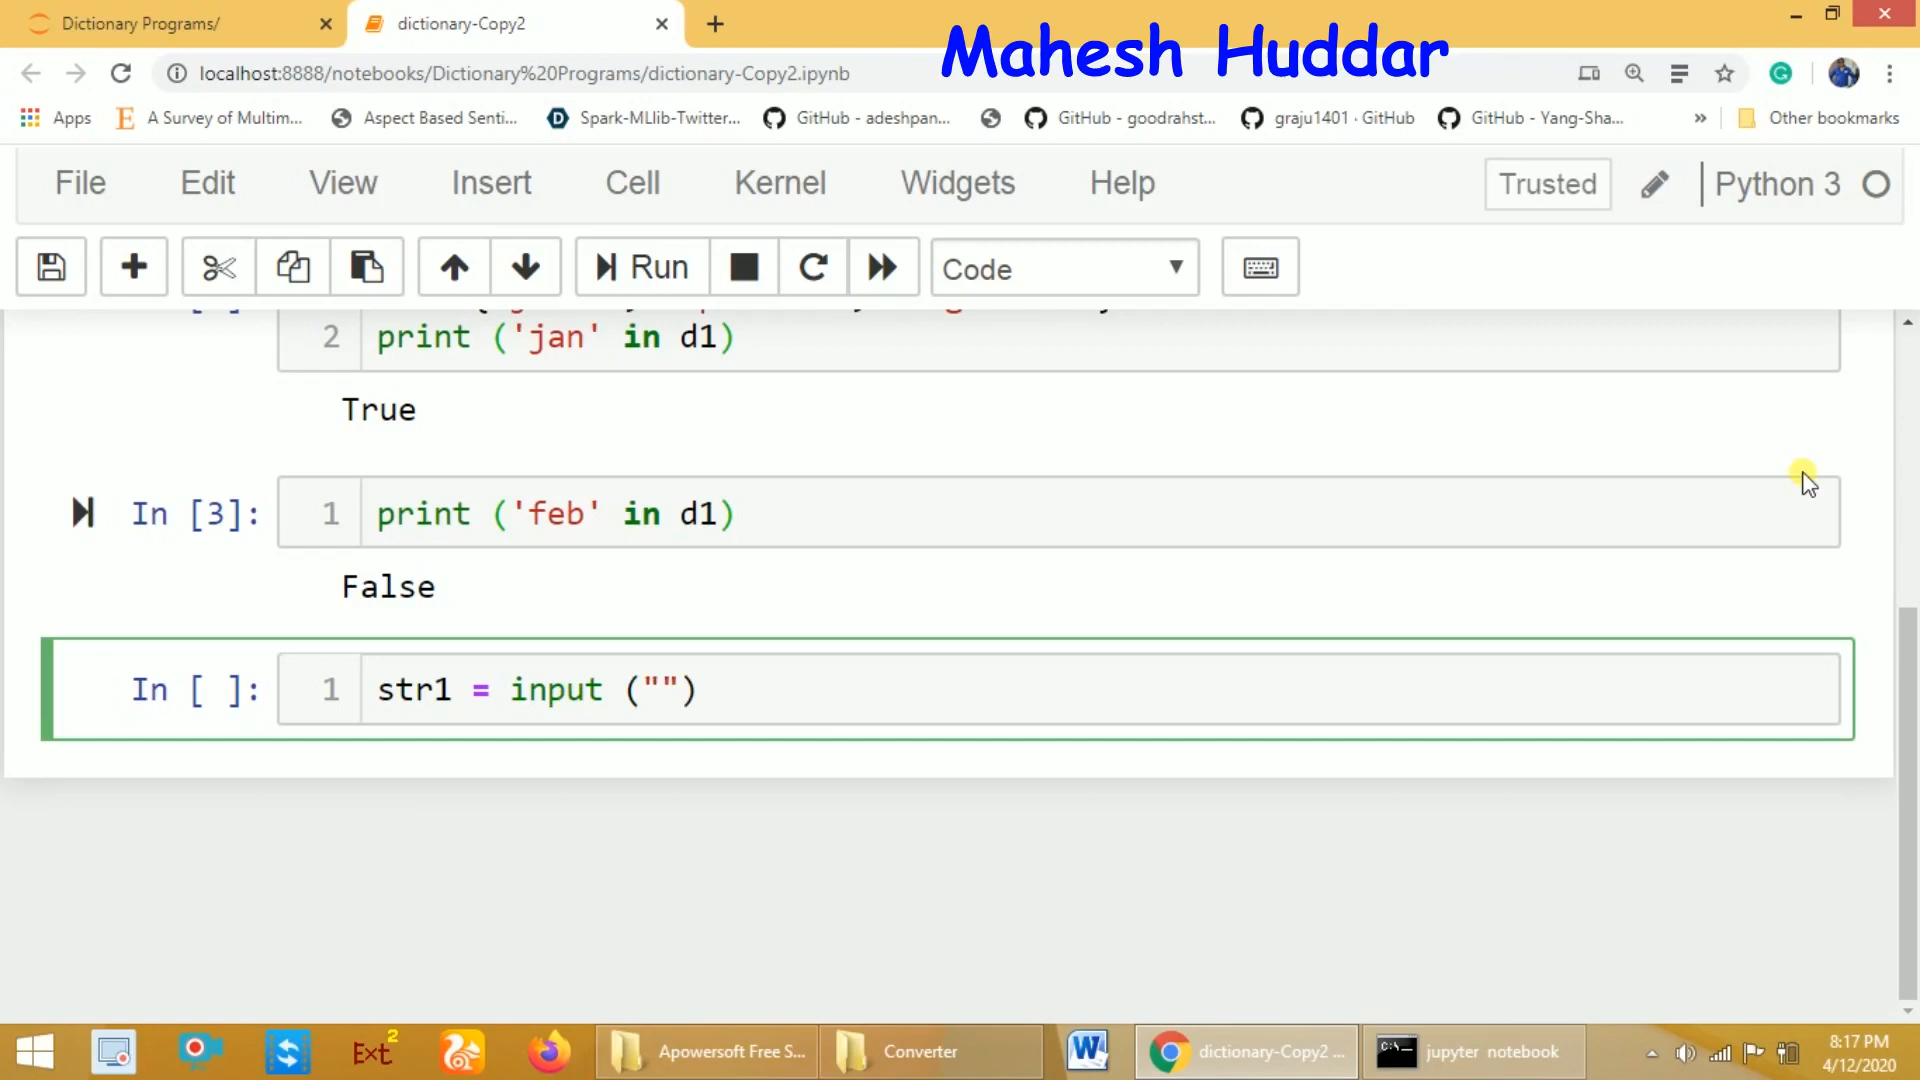 Dictionary Programs/
dictionary-Copy2
Mahesh Huddar
localhost:8888/notebooks/Dictionary%20Programs/dictionary-Copy2.ipynb
Apps
A Survey of Multim...
Aspect Based Senti...
Spark-MLlib-Twitter...
GitHub - adeshpan...
GitHub - goodrahst...
graju1401 · GitHub
GitHub - Yang-Sha...
»
Other bookmarks
File Edit View Insert Cell Kernel Widgets Help
Trusted
Python 3
Run
Code
2 print ('jan' in d1)
True
In [3]: 1 print ('feb' in d1)
False
In [ ]: 1 str1 = input ("")
Ext2
Apowersoft Free S...
Converter
dictionary-Copy2 ...
jupyter notebook
8:17 PM
4/12/2020